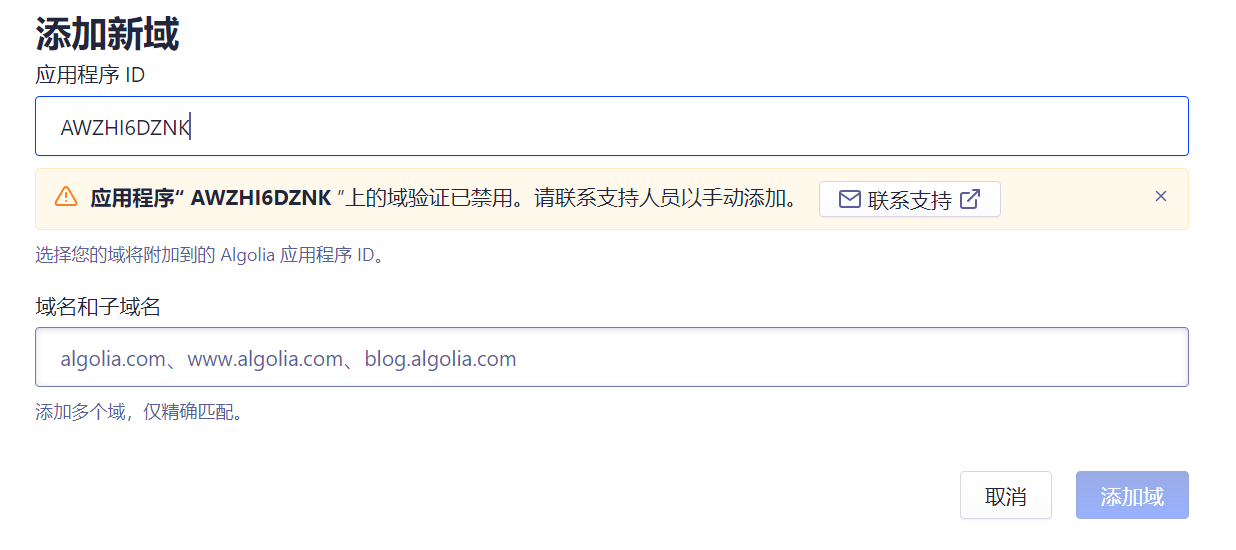 添加新域
应用程序 ID
AWZHI6DZNK
应用程序“ AWZHI6DZNK ”上的域验证已禁用。请联系支持人员以手动添加。 联系支持
选择您的域将附加到的 Algolia 应用程序 ID。
域名和子域名
algolia.com、www.algolia.com、blog.algolia.com
添加多个域，仅精确匹配。
取消 添加域